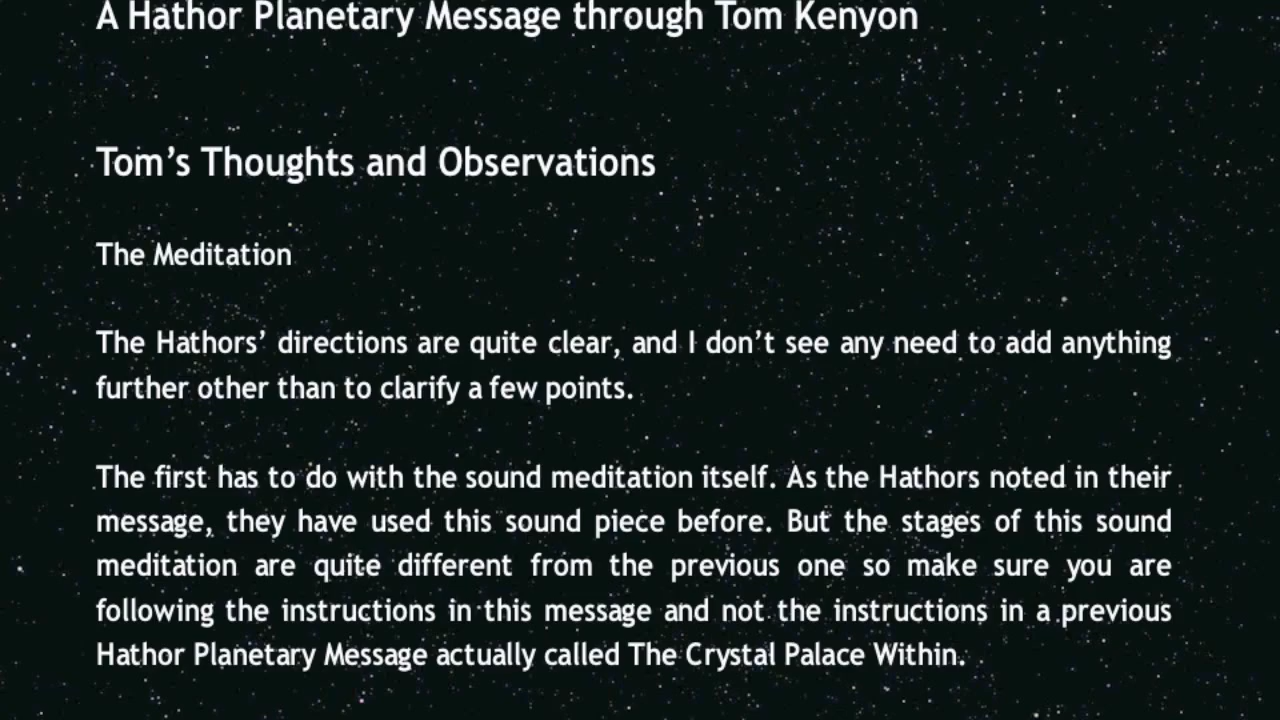 A Hathor Planetary Message through Tom Kenyon
Tom’s Thoughts and Observations
The Meditation
The Hathors’ directions are quite clear, and I don’t see any need to add anything
further other than to clarify a few points.
The first has to do with the sound meditation itself. As the Hathors noted in their
message, they have used this sound piece before. But the stages of this sound
meditation are quite different from the previous one so make sure you are
following the instructions in this message and not the instructions in a previous
Hathor Planetary Message actually called The Crystal Palace Within.